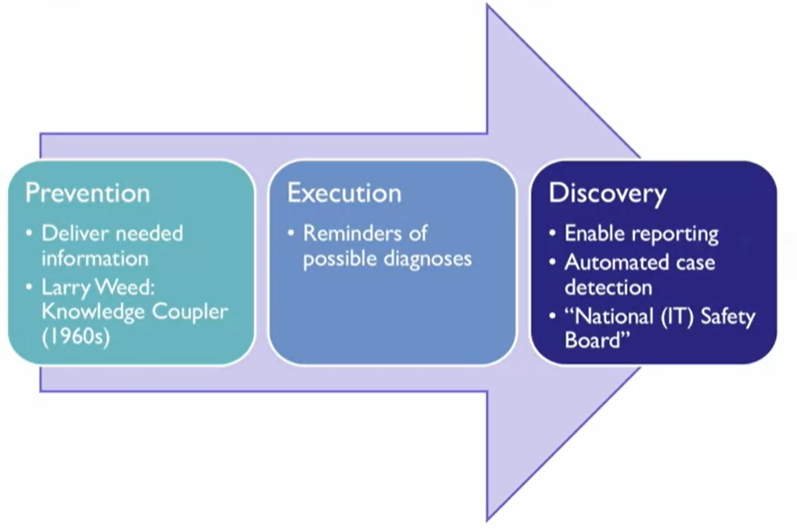 Prevention
• Deliver needed
information
• Larry Weed:
Knowledge Coupler
(1960s)
Execution
• Reminders of
possible diagnoses
Discovery
• Enable reporting
• Automated case
detection
• “National (IT) Safety
Board”